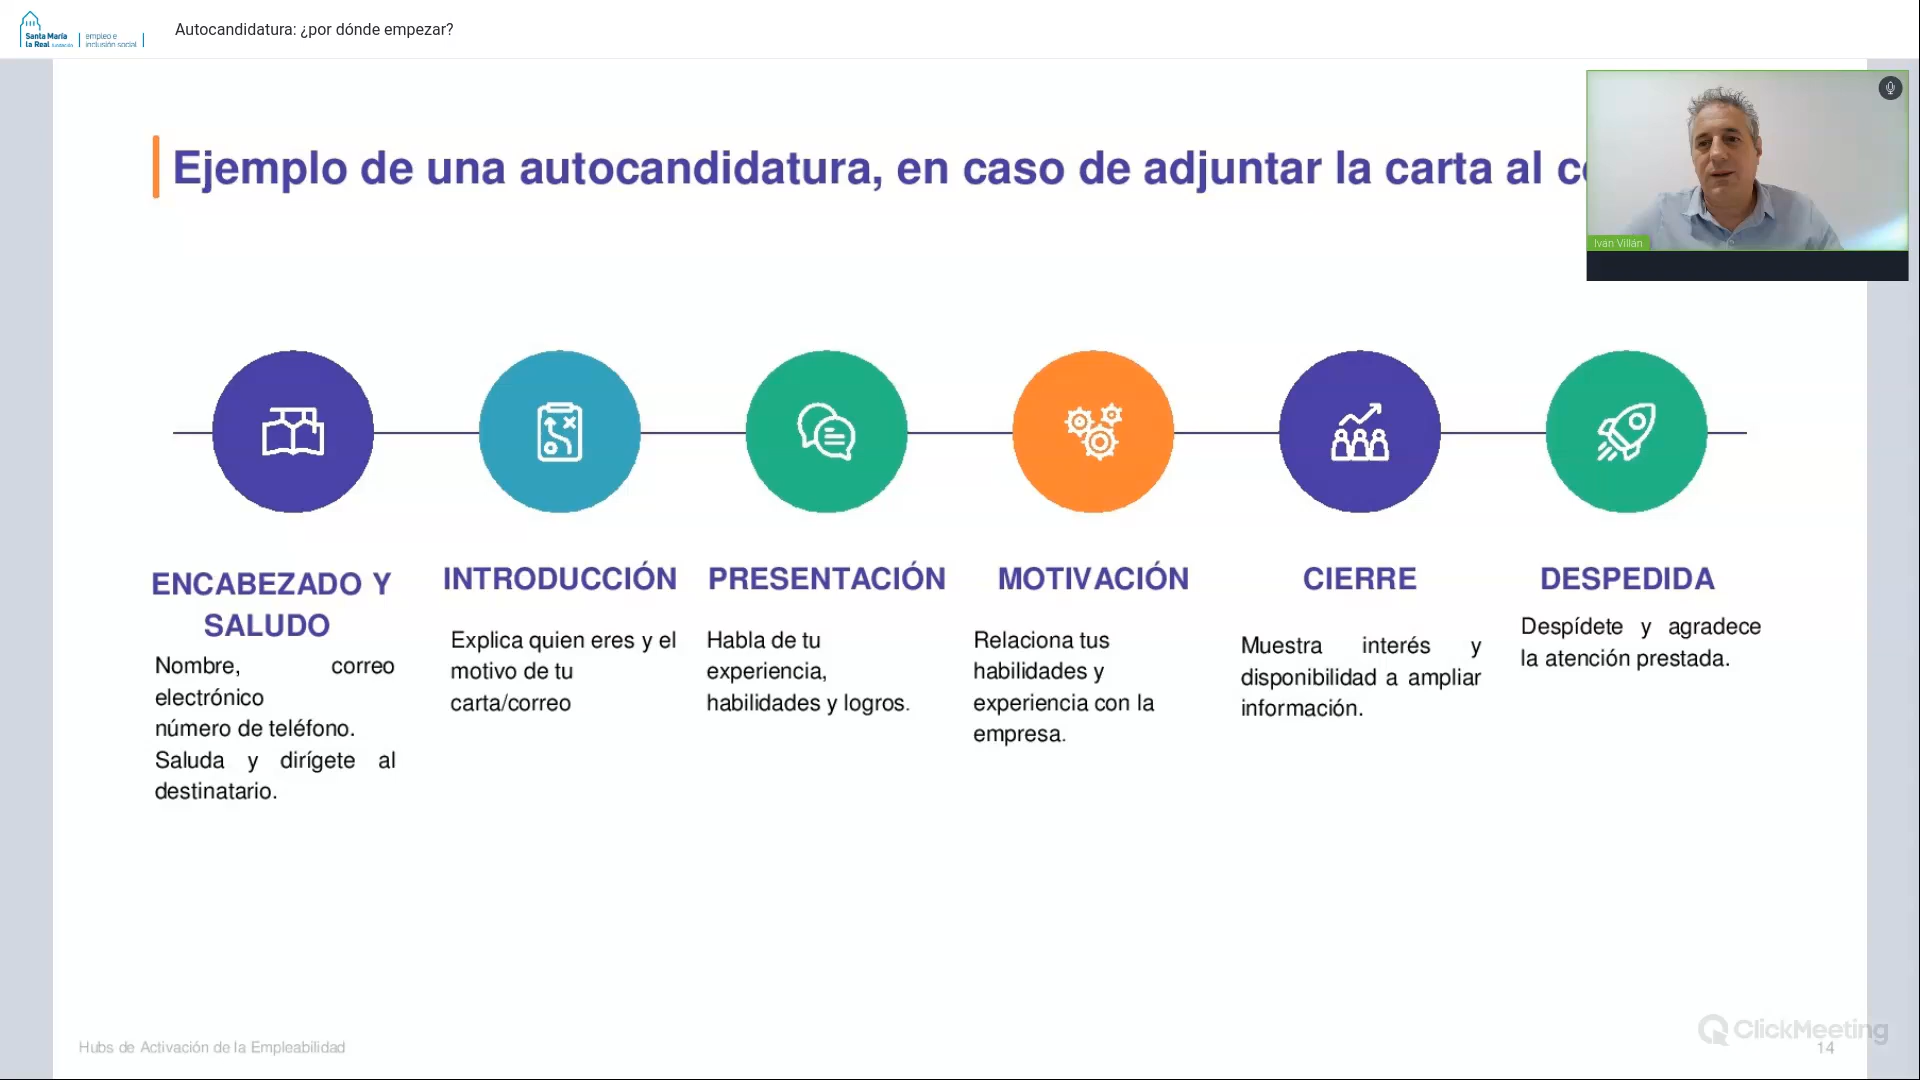 Santa María
la Real fundación
empleo e
inclusión social
Autocandidatura: ¿por dónde empezar?
Ejemplo de una autocandidatura, en caso de adjuntar la carta al
Iván Villán
ENCABEZADO Y
SALUDO
Nombre, correo
electrónico
número de teléfono.
Saluda y dirígete al
destinatario.
INTRODUCCIÓN
Explica quien eres y el
motivo de tu
carta/correo
PRESENTACIÓN
Habla de tu
experiencia,
habilidades y logros.
MOTIVACIÓN
Relaciona tus
habilidades y
experiencia con la
empresa.
CIERRE
Muestra interés y
disponibilidad a ampliar
información.
DESPEDIDA
Despídete y agradece
la atención prestada.
Hubs de Activación de la Empleabilidad
ClickMeeting
14